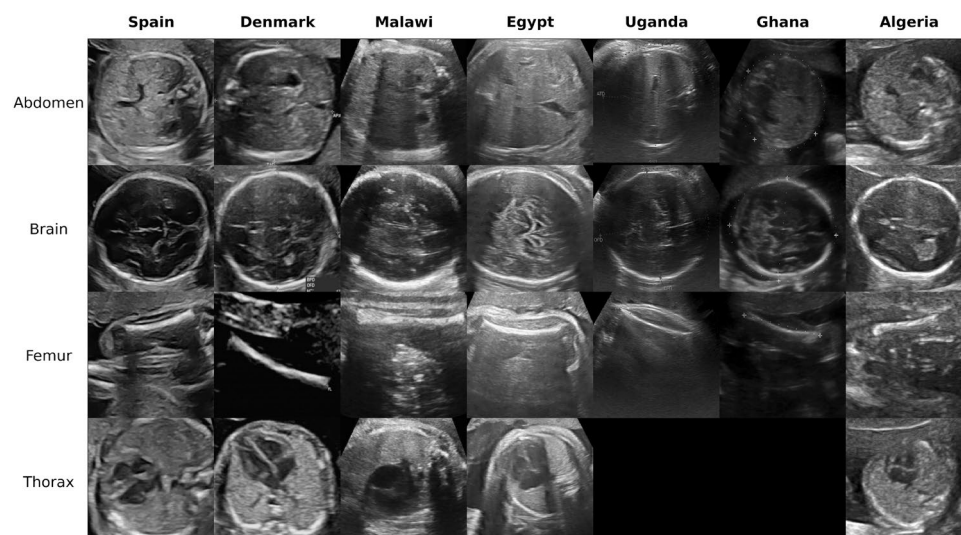 Spain Denmark Malawi Egypt Uganda Ghana Algeria
Abdomen
Brain
Femur
Thorax